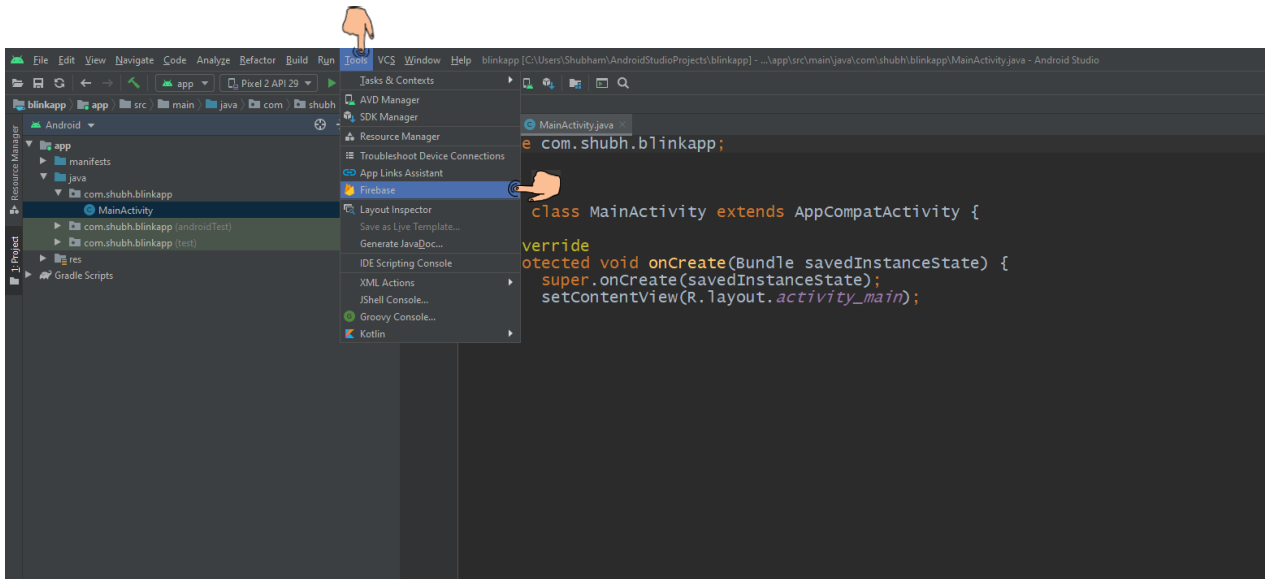 File Edit View Navigate Code Analyze Refactor Build Run Tools VCS Window Help blinkapp [C:\Users\Shubham\AndroidStudioProjects\blinkapp] - ...\app\src\main\java\com\shubh\blinkapp\MainActivity.java - Android Studio
app Pixel 2 API 29
blinkapp app src main java com shubh
Android
MainActivity.java
Resource Manager
1: Project
app
manifests
java
com.shubh.blinkapp
MainActivity
com.shubh.blinkapp (androidTest)
com.shubh.blinkapp (test)
res
Gradle Scripts
Tasks & Contexts
AVD Manager
SDK Manager
Resource Manager
Troubleshoot Device Connections
App Links Assistant
Firebase
Layout Inspector
Save as Live Template...
Generate JavaDoc...
IDE Scripting Console
XML Actions
JShell Console...
Groovy Console...
Kotlin
e com.shubh.blinkapp;
class MainActivity extends AppCompatActivity {
verride
otected void onCreate(Bundle savedInstanceState) {
super.onCreate(savedInstanceState);
setContentView(R.layout.activity_main);